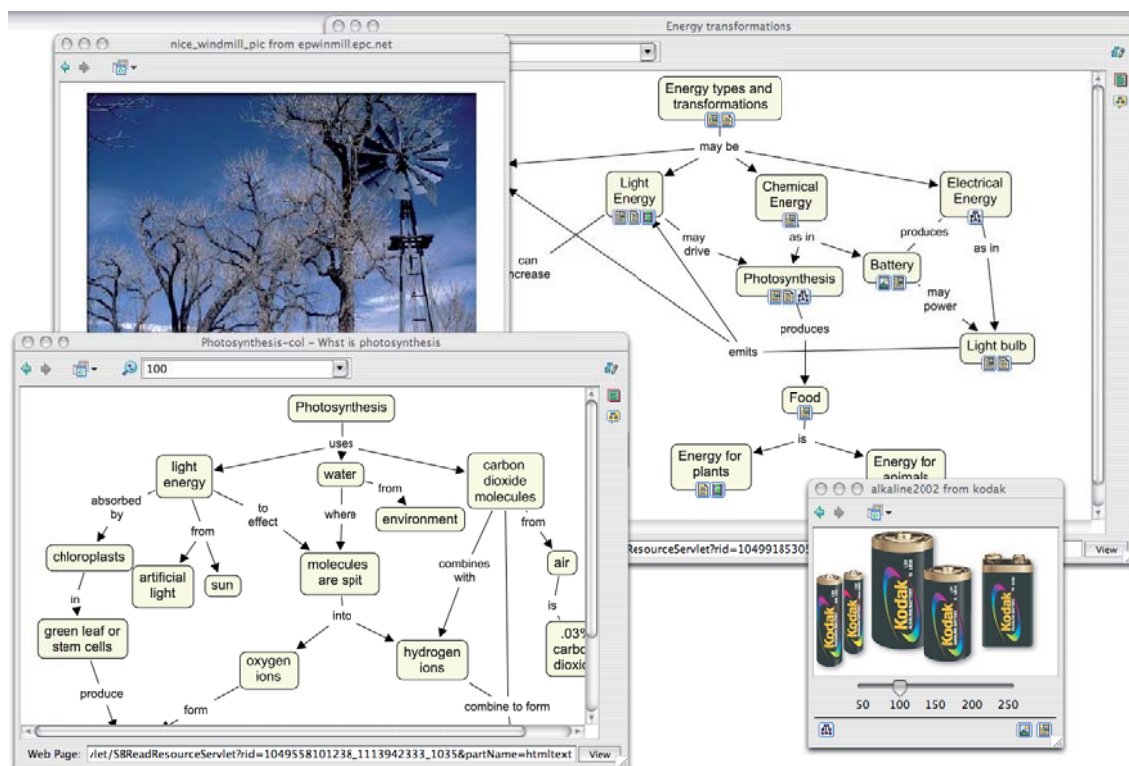 Energy transformations
Energy types and
transformations
may be
Light
Energy
Chemical
Energy
Electrical
Energy
can
increase
may
drive
as in
produces
as in
Photosynthesis
Battery
may
power
produces
emits
Light bulb
Food
is
Energy for
plants
Energy for
animals
ResourceServlet?rid=10499185305
View
nice_windmill_pic from epwinmill.epc.net
Photosynthesis-col - Whst is photosynthesis
100
Photosynthesis
uses
light
energy
water
carbon
dioxide
molecules
absorbed
by
to
effect
from
where
from
environment
from
chloroplasts
artificial
light
sun
molecules
are spit
combines
with
air
in
into
is
green leaf or
stem cells
oxygen
ions
hydrogen
ions
.03%
carbo
dioxid
produce
form
combine to form
Web Page: /let/SBReadResourceServlet?rid=1049558101238_1113942333_1035&partName=htmltext
View
alkaline2002 from kodak
Kodak
Kodak
Kodak
Kodak
Kodak
50 100 150 200 250